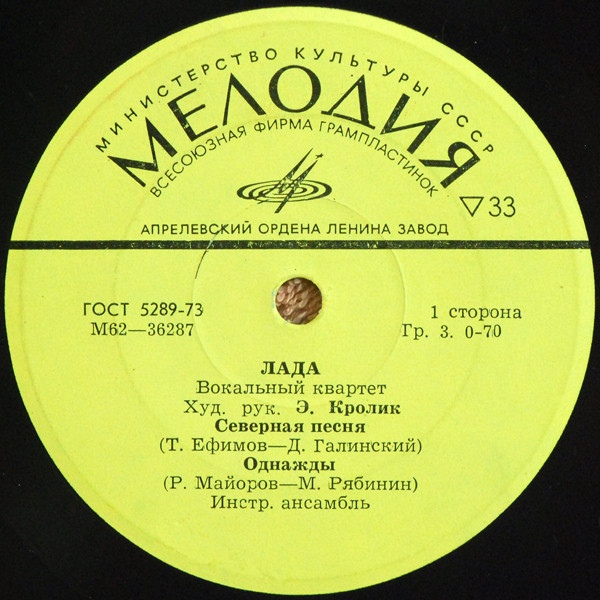 МИНИСТЕРСТВО КУЛЬТУРЫ СССР
МЕЛОДИЯ
ВСЕСОЮЗНАЯ ФИРМА ГРАМПЛАСТИНОК
▽33
АПРЕЛЕВСКИЙ ОРДЕНА ЛЕНИНА ЗАВОД
ГОСТ 5289-73
М62—36287
1 сторона
Гр. 3. 0-70
ЛАДА
Вокальный квартет
Худ. рук. Э. Кролик
Северная песня
(Т. Ефимов—Д. Галинский)
Однажды
(Р. Майоров—М. Рябинин)
Инстр. ансамбль